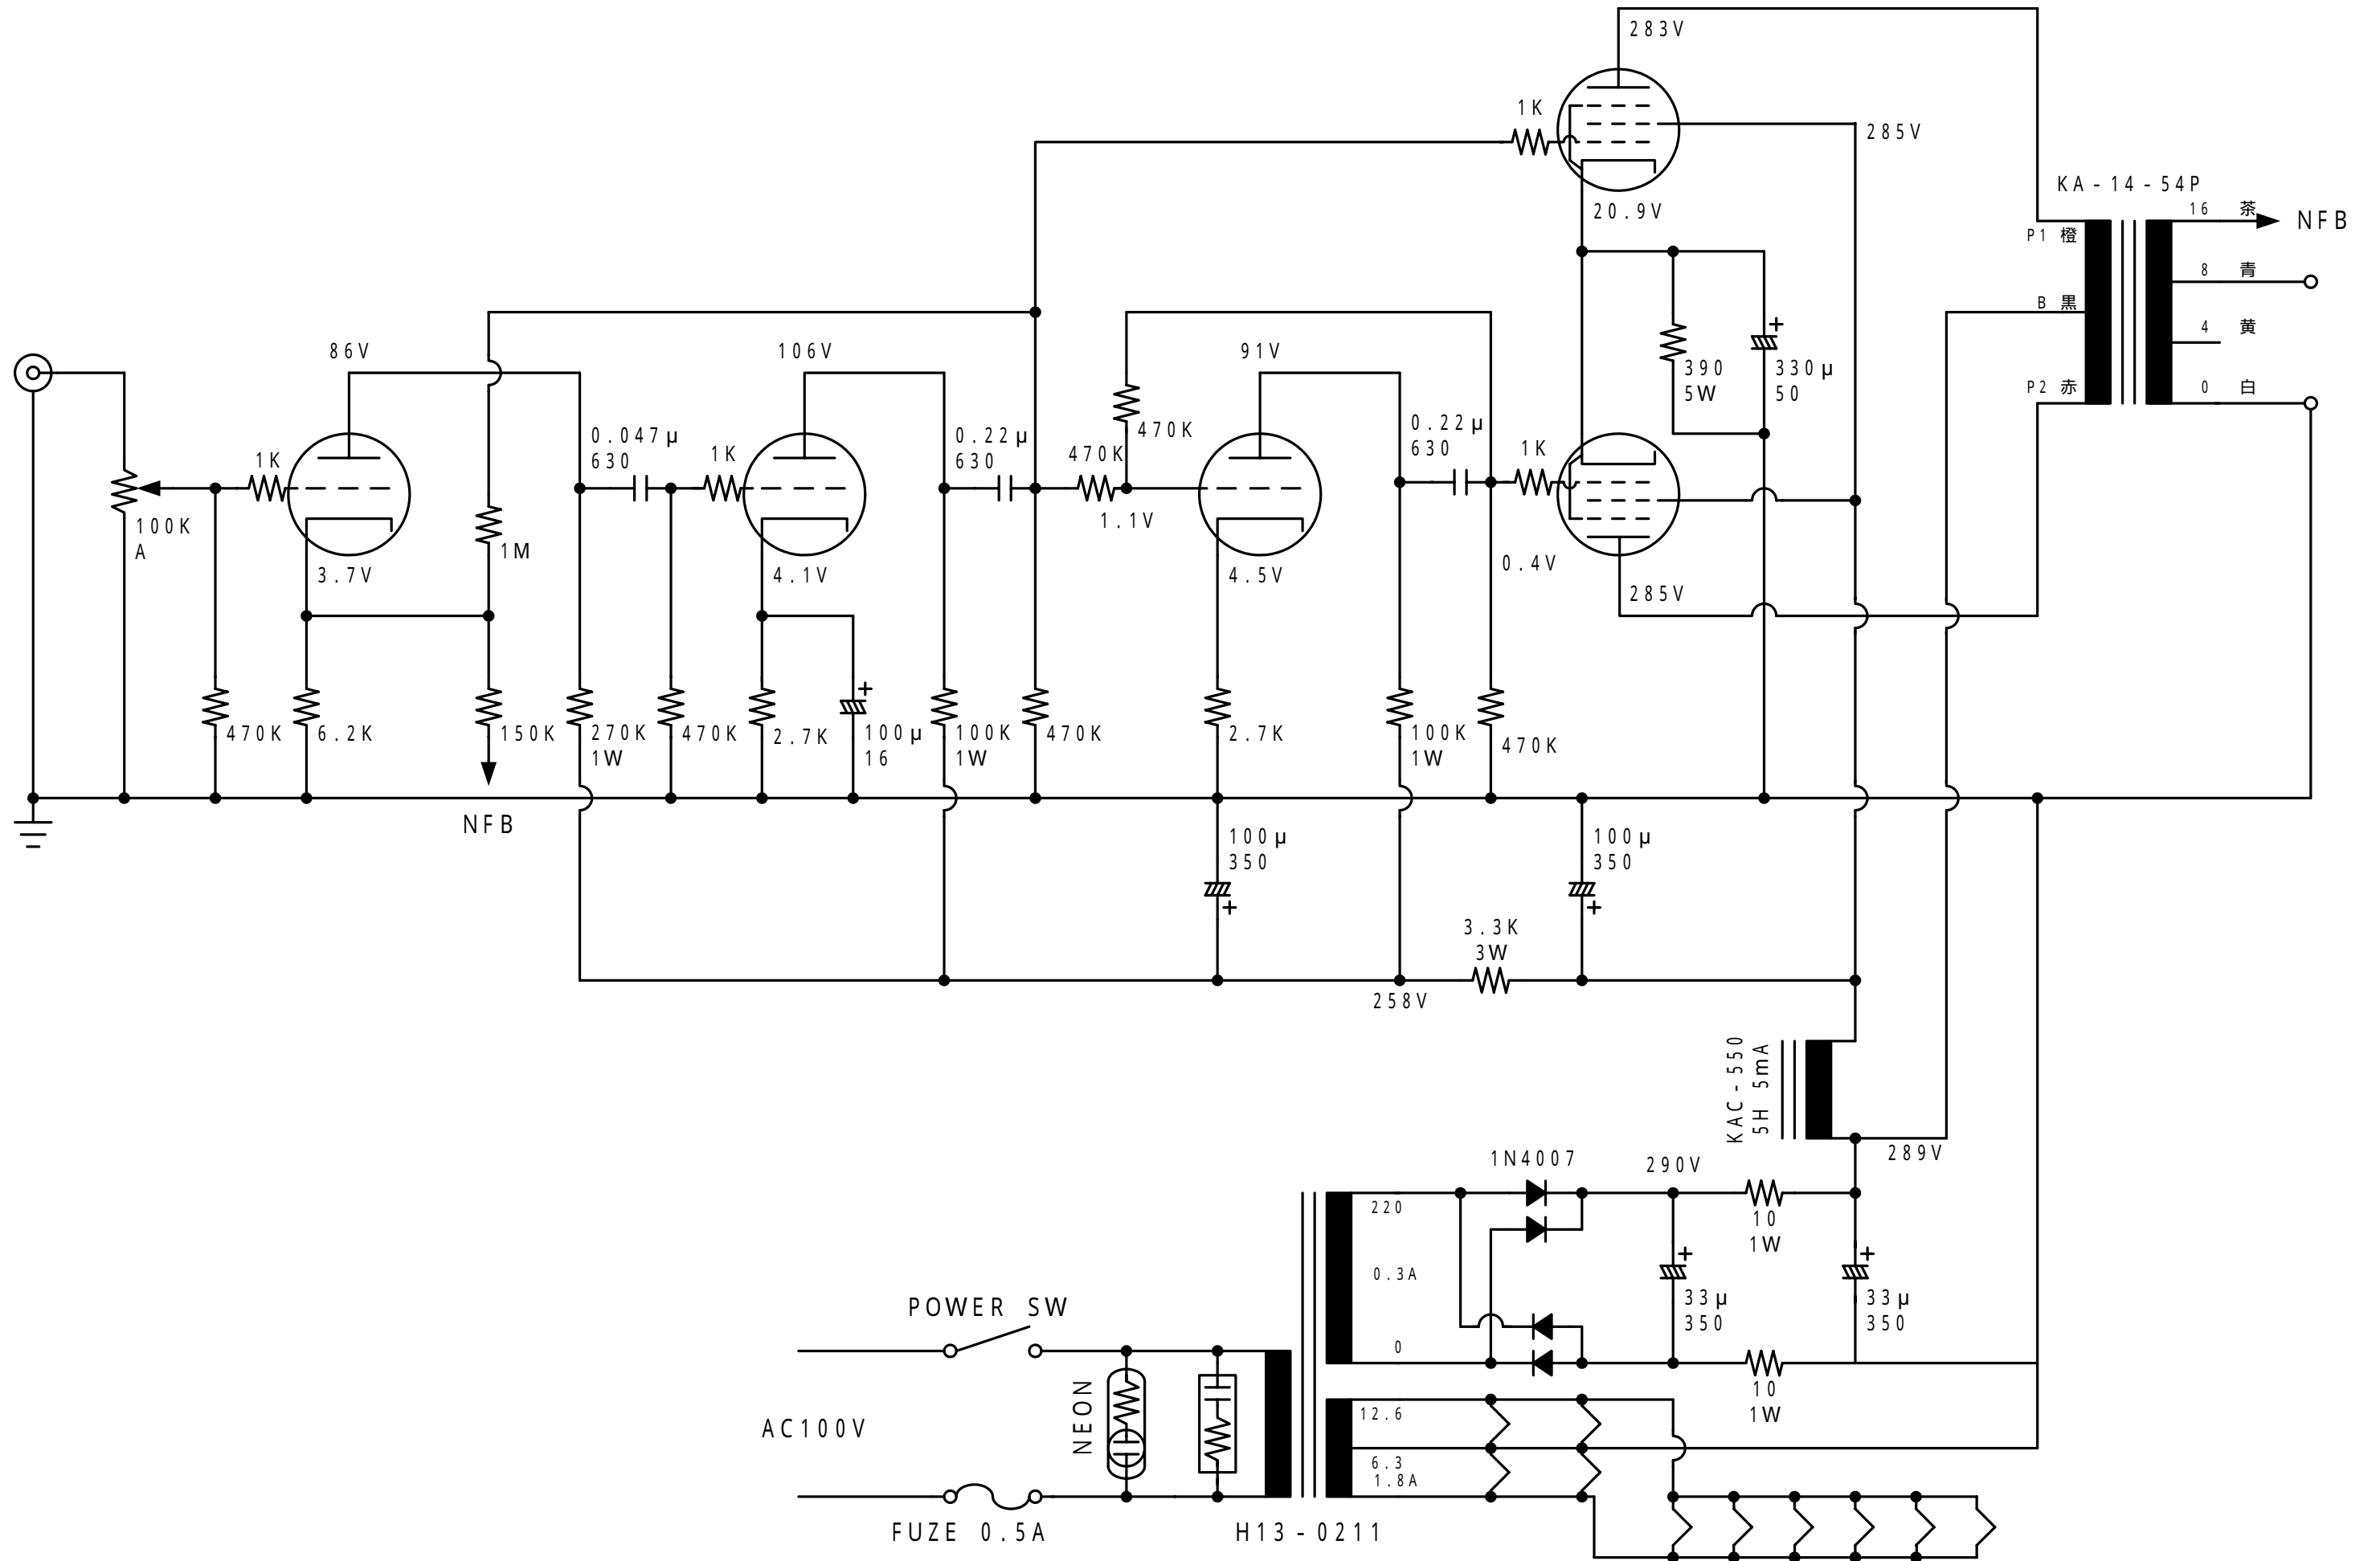 283V
1K
285V
KA-14-54P
20.9V
16 茶
NFB
P1 橙
8 青
B 黒
4 黄
86V
106V
91V
390
5W
330μ
50
P2 赤
0 白
0.047μ
630
0.22μ
630
470K
0.22μ
630
1K
1K
470K
1K
100K
A
1.1V
1M
3.7V
4.1V
4.5V
0.4V
285V
470K
6.2K
150K
270K
1W
470K
2.7K
100μ
16
100K
1W
470K
2.7K
100K
1W
470K
NFB
100μ
350
100μ
350
3.3K
3W
258V
KAC-550
5H 5mA
1N4007
290V
289V
220
10
1W
0.3A
33μ
350
33μ
350
POWER SW
0
10
1W
NEON
12.6
AC100V
6.3
1.8A
FUZE 0.5A
H13-0211